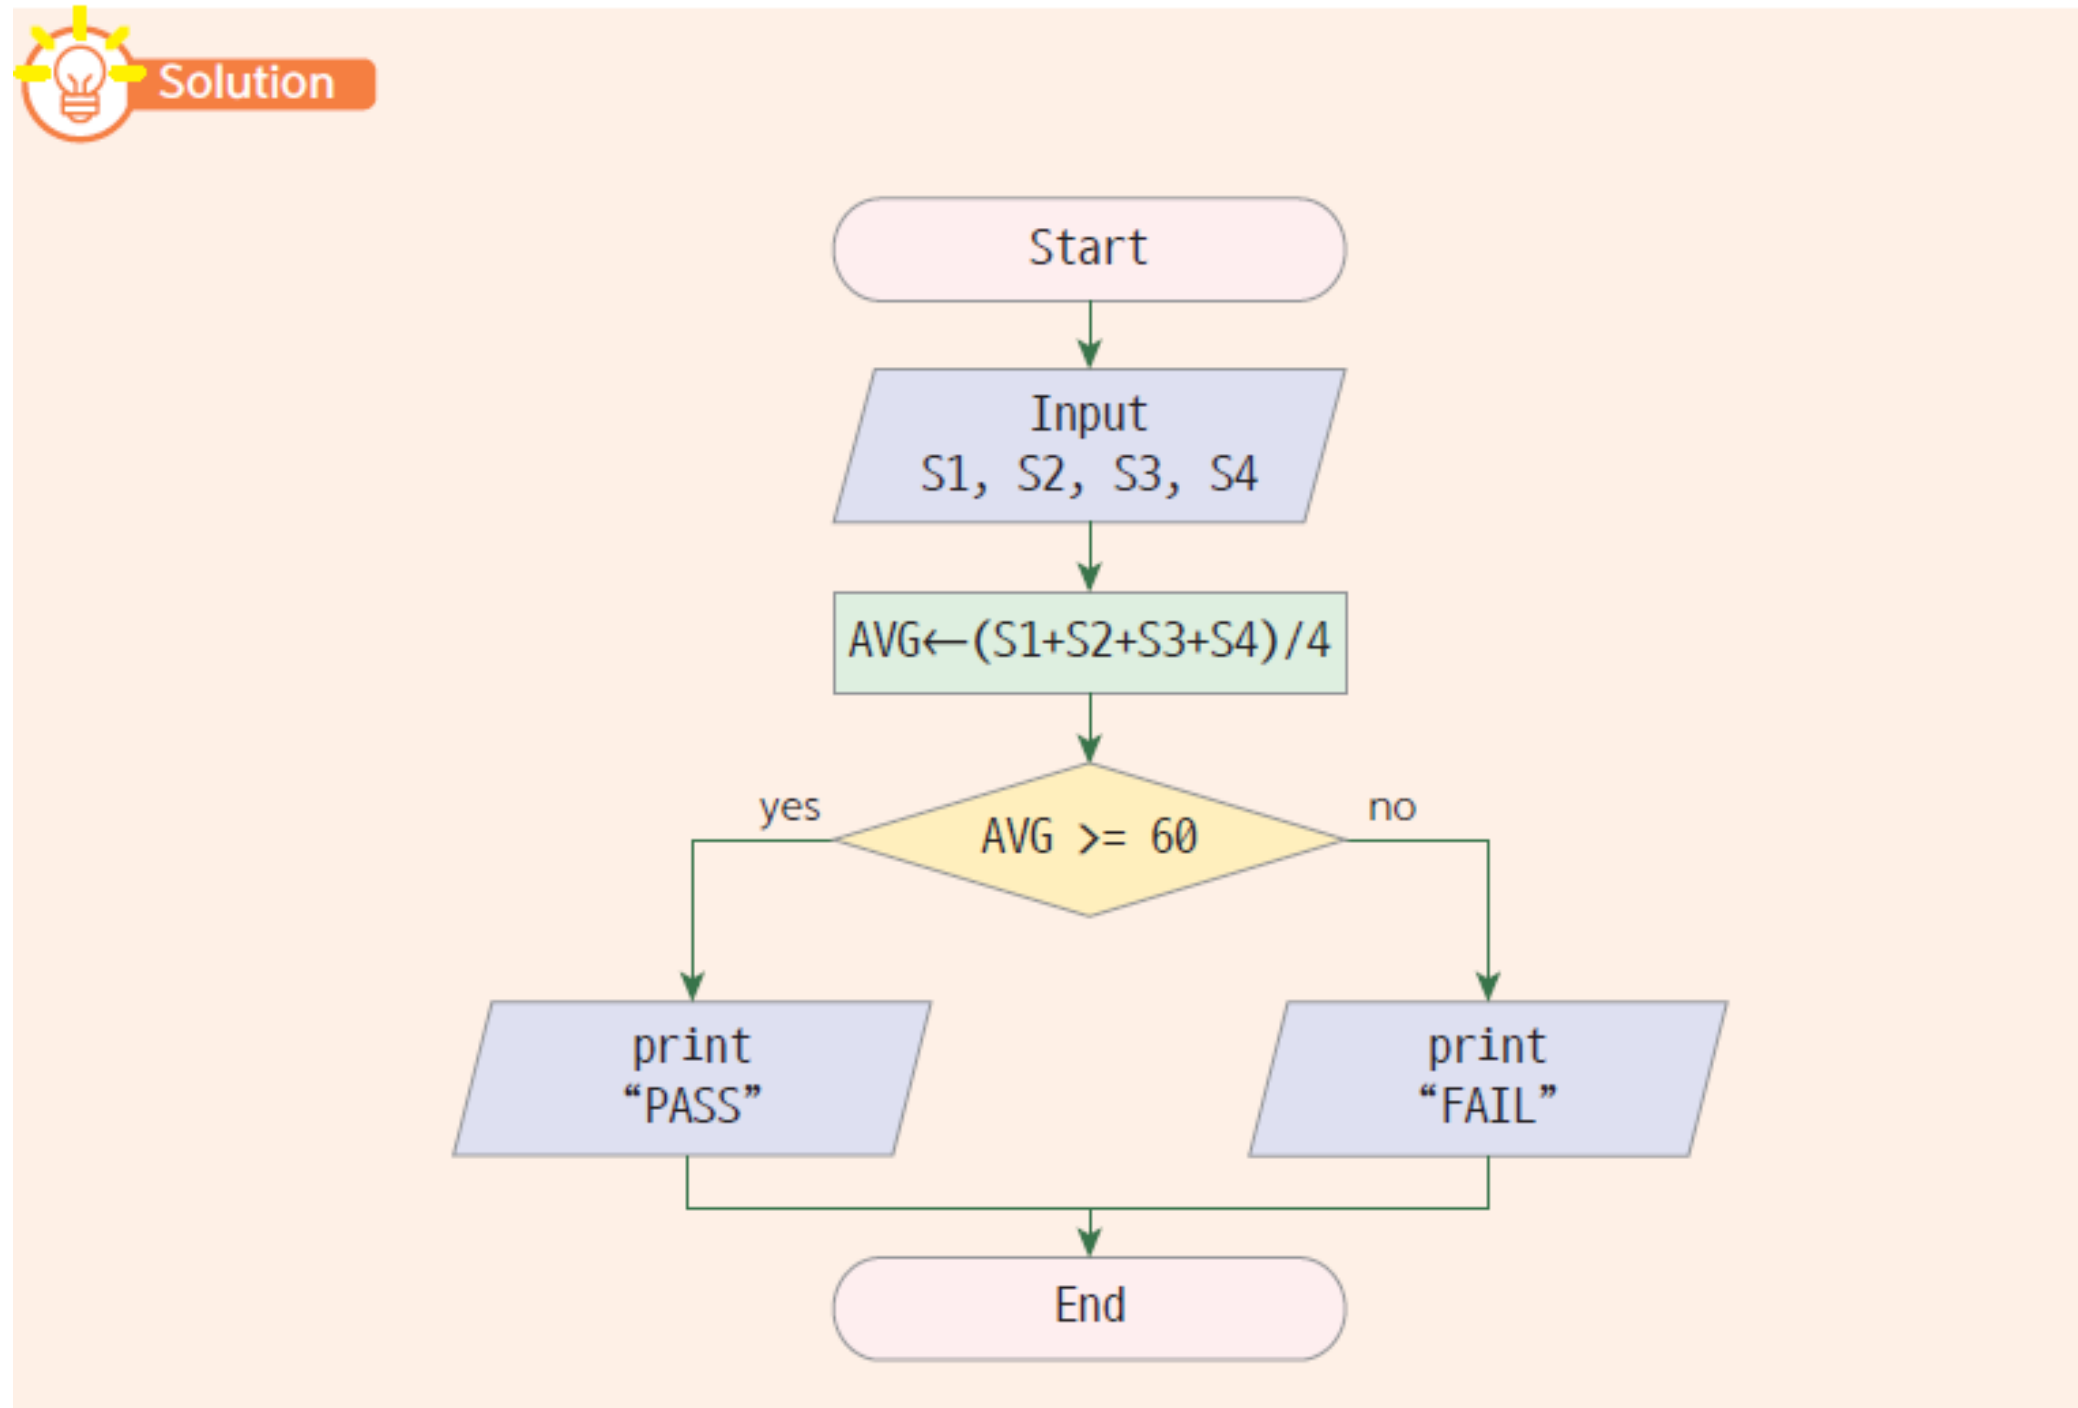 Solution
Start
Input
S1, S2, S3, S4
AVG←(S1+S2+S3+S4)/4
yes
no
AVG >= 60
print
“PASS”
print
“FAIL”
End